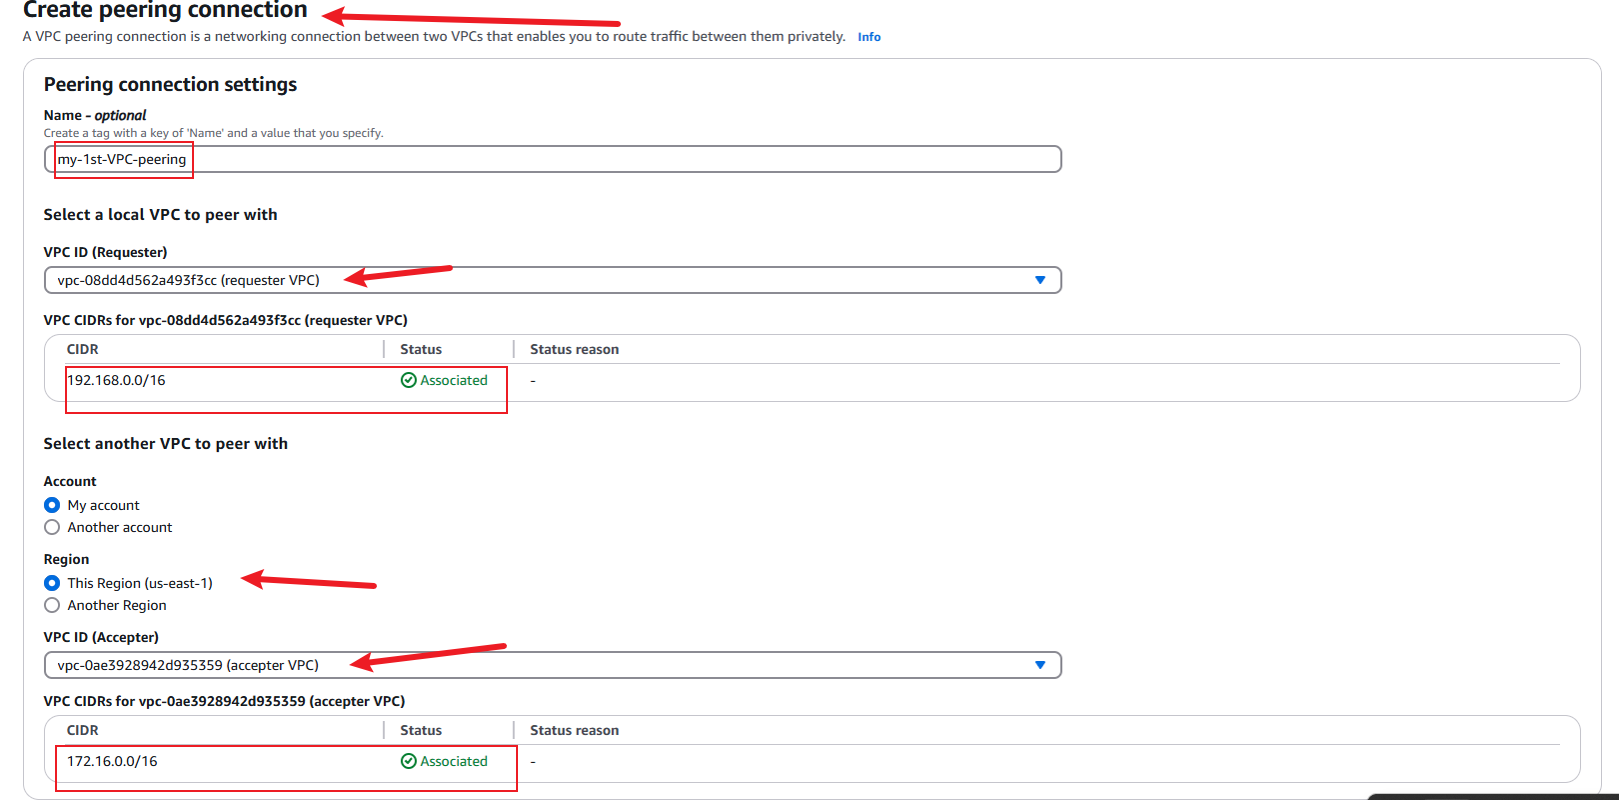 Create peering connection
A VPC peering connection is a networking connection between two VPCs that enables you to route traffic between them privately. Info
Peering connection settings
Name - optional
Create a tag with a key of 'Name' and a value that you specify.
my-1st-VPC-peering
Select a local VPC to peer with
VPC ID (Requester)
vpc-08dd4d562a493f3cc (requester VPC)
VPC CIDRs for vpc-08dd4d562a493f3cc (requester VPC)
CIDR Status Status reason
192.168.0.0/16 Associated -
Select another VPC to peer with
Account
My account
Another account
Region
This Region (us-east-1)
Another Region
VPC ID (Accepter)
vpc-0ae3928942d935359 (accepter VPC)
VPC CIDRs for vpc-0ae3928942d935359 (accepter VPC)
CIDR Status Status reason
172.16.0.0/16 Associated -